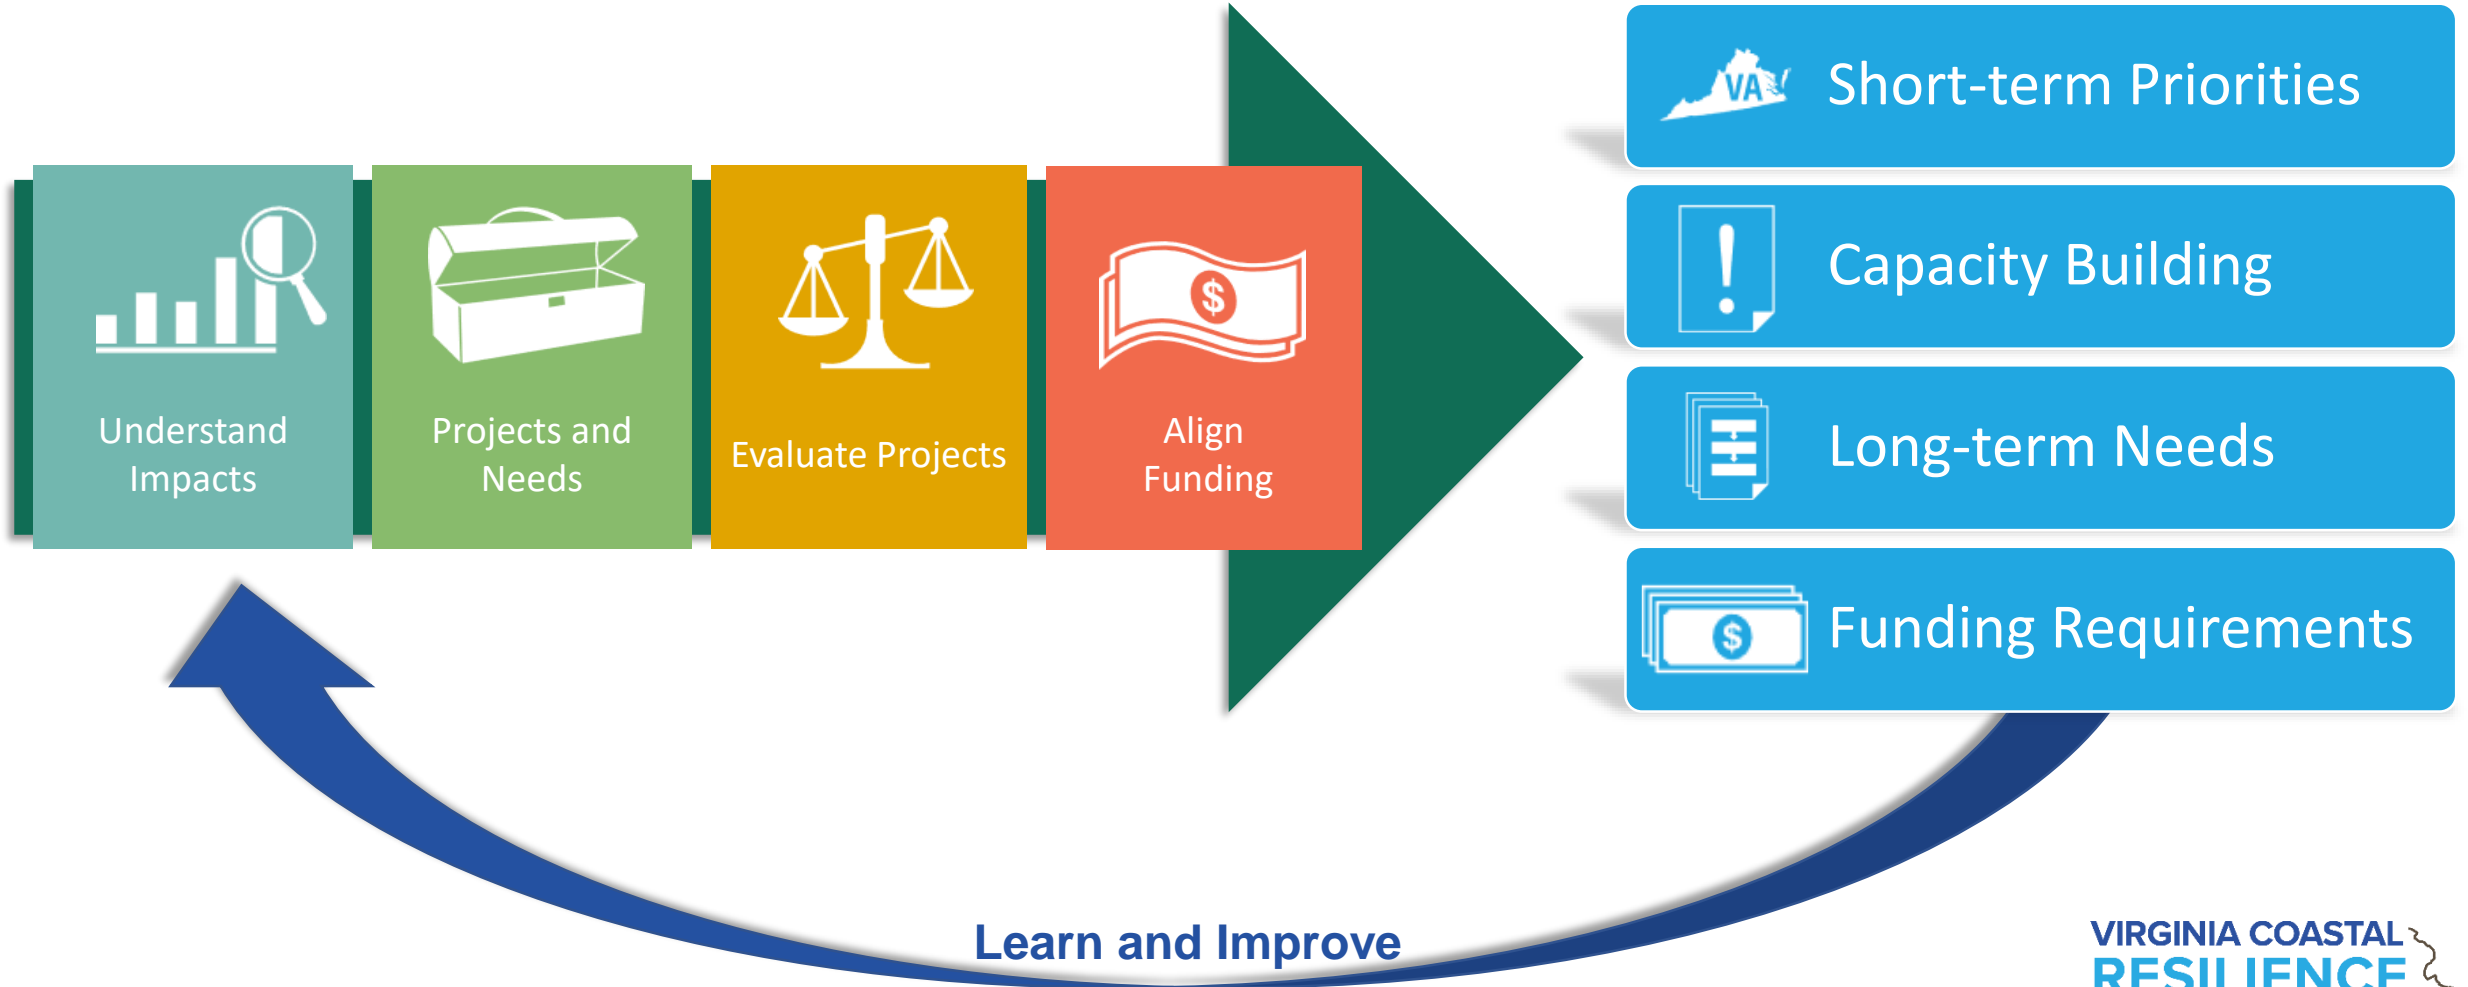 Understand
Impacts
Projects and
Needs
Evaluate Projects
$
Align
Funding
VA
Short-term Priorities
!
Capacity Building
Long-term Needs
$
Funding Requirements
Learn and Improve
VIRGINIA COASTAL
RESILIENCE